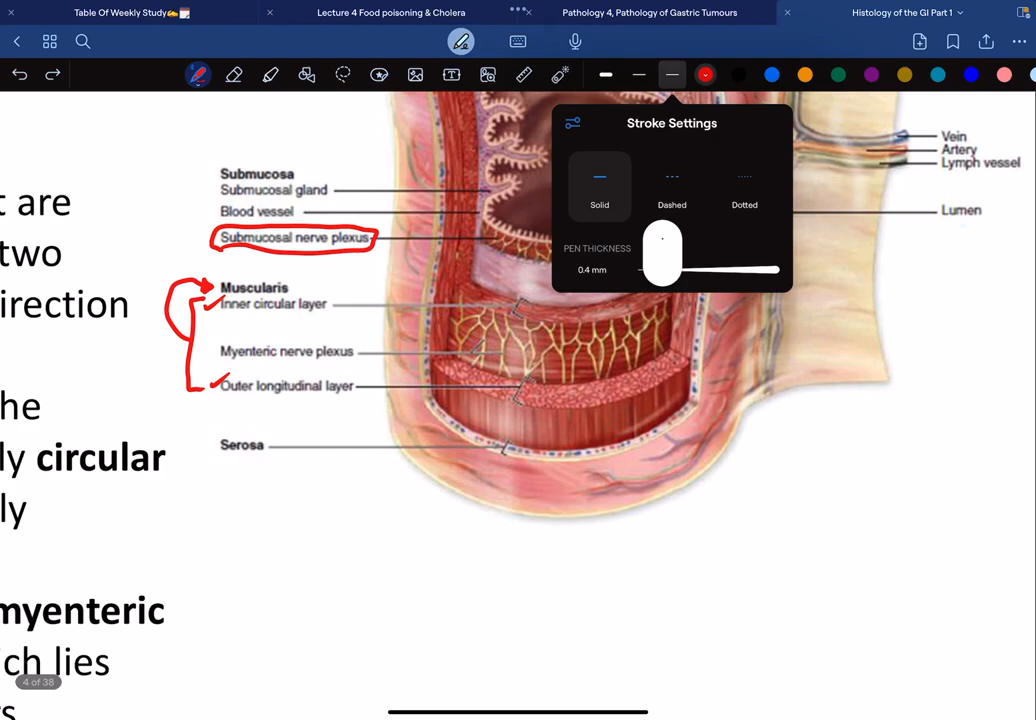 Table Of Weekly Study✍️🗓️
Lecture 4 Food poisoning & Cholera
Pathology 4, Pathology of Gastric Tumours
Histology of the GI Part 1
Stroke Settings
Solid
Dashed
Dotted
PEN THICKNESS
0.4 mm
t are
two
irection
he
ly circular
ly
myenteric
ich lies
rs
Submucosa
Submucosal gland
Blood vessel
Submucosal nerve plexus
Muscularis
Inner circular layer
Myenteric nerve plexus
Outer longitudinal layer
Serosa
Vein
Artery
Lymph vessel
Lumen
4 of 38